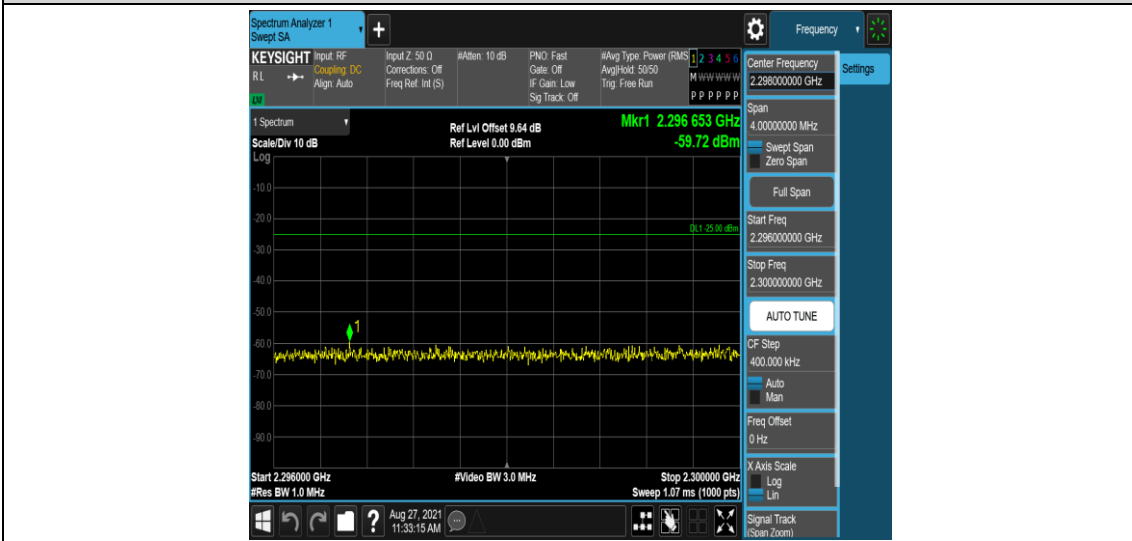 Spectrum Analyzer 1
Swept SA
+
Frequency
KEYSIGHT
RL
LNI
Input: RF
Coupling: DC
Align: Auto
Input Z: 50 Ω
Corrections: Off
Freq Ref: Int (S)
#Atten: 10 dB
PNO: Fast
Gate: Off
IF Gain: Low
Sig Track: Off
#Avg Type: Power (RMS
Avg|Hold: 50/50
Trig: Free Run
1 2 3 4 5 6
M W W W W W
P P P P P P
1 Spectrum
Scale/Div 10 dB
Log
Ref Lvl Offset 9.64 dB
Ref Level 0.00 dBm
Mkr1 2.296 653 GHz
-59.72 dBm
-10.0
-20.0
DL1 -25.00 dBm
-30.0
-40.0
-50.0
1
-60.0
-70.0
-80.0
-90.0
Start 2.296000 GHz
#Res BW 1.0 MHz
#Video BW 3.0 MHz
Stop 2.300000 GHz
Sweep 1.07 ms (1000 pts)
?
Aug 27, 2021
11:33:15 AM
Center Frequency
2.298000000 GHz
Settings
Span
4.00000000 MHz
Swept Span
Zero Span
Full Span
Start Freq
2.296000000 GHz
Stop Freq
2.300000000 GHz
AUTO TUNE
CF Step
400.000 kHz
Auto
Man
Freq Offset
0 Hz
X Axis Scale
Log
Lin
Signal Track
(Span Zoom)